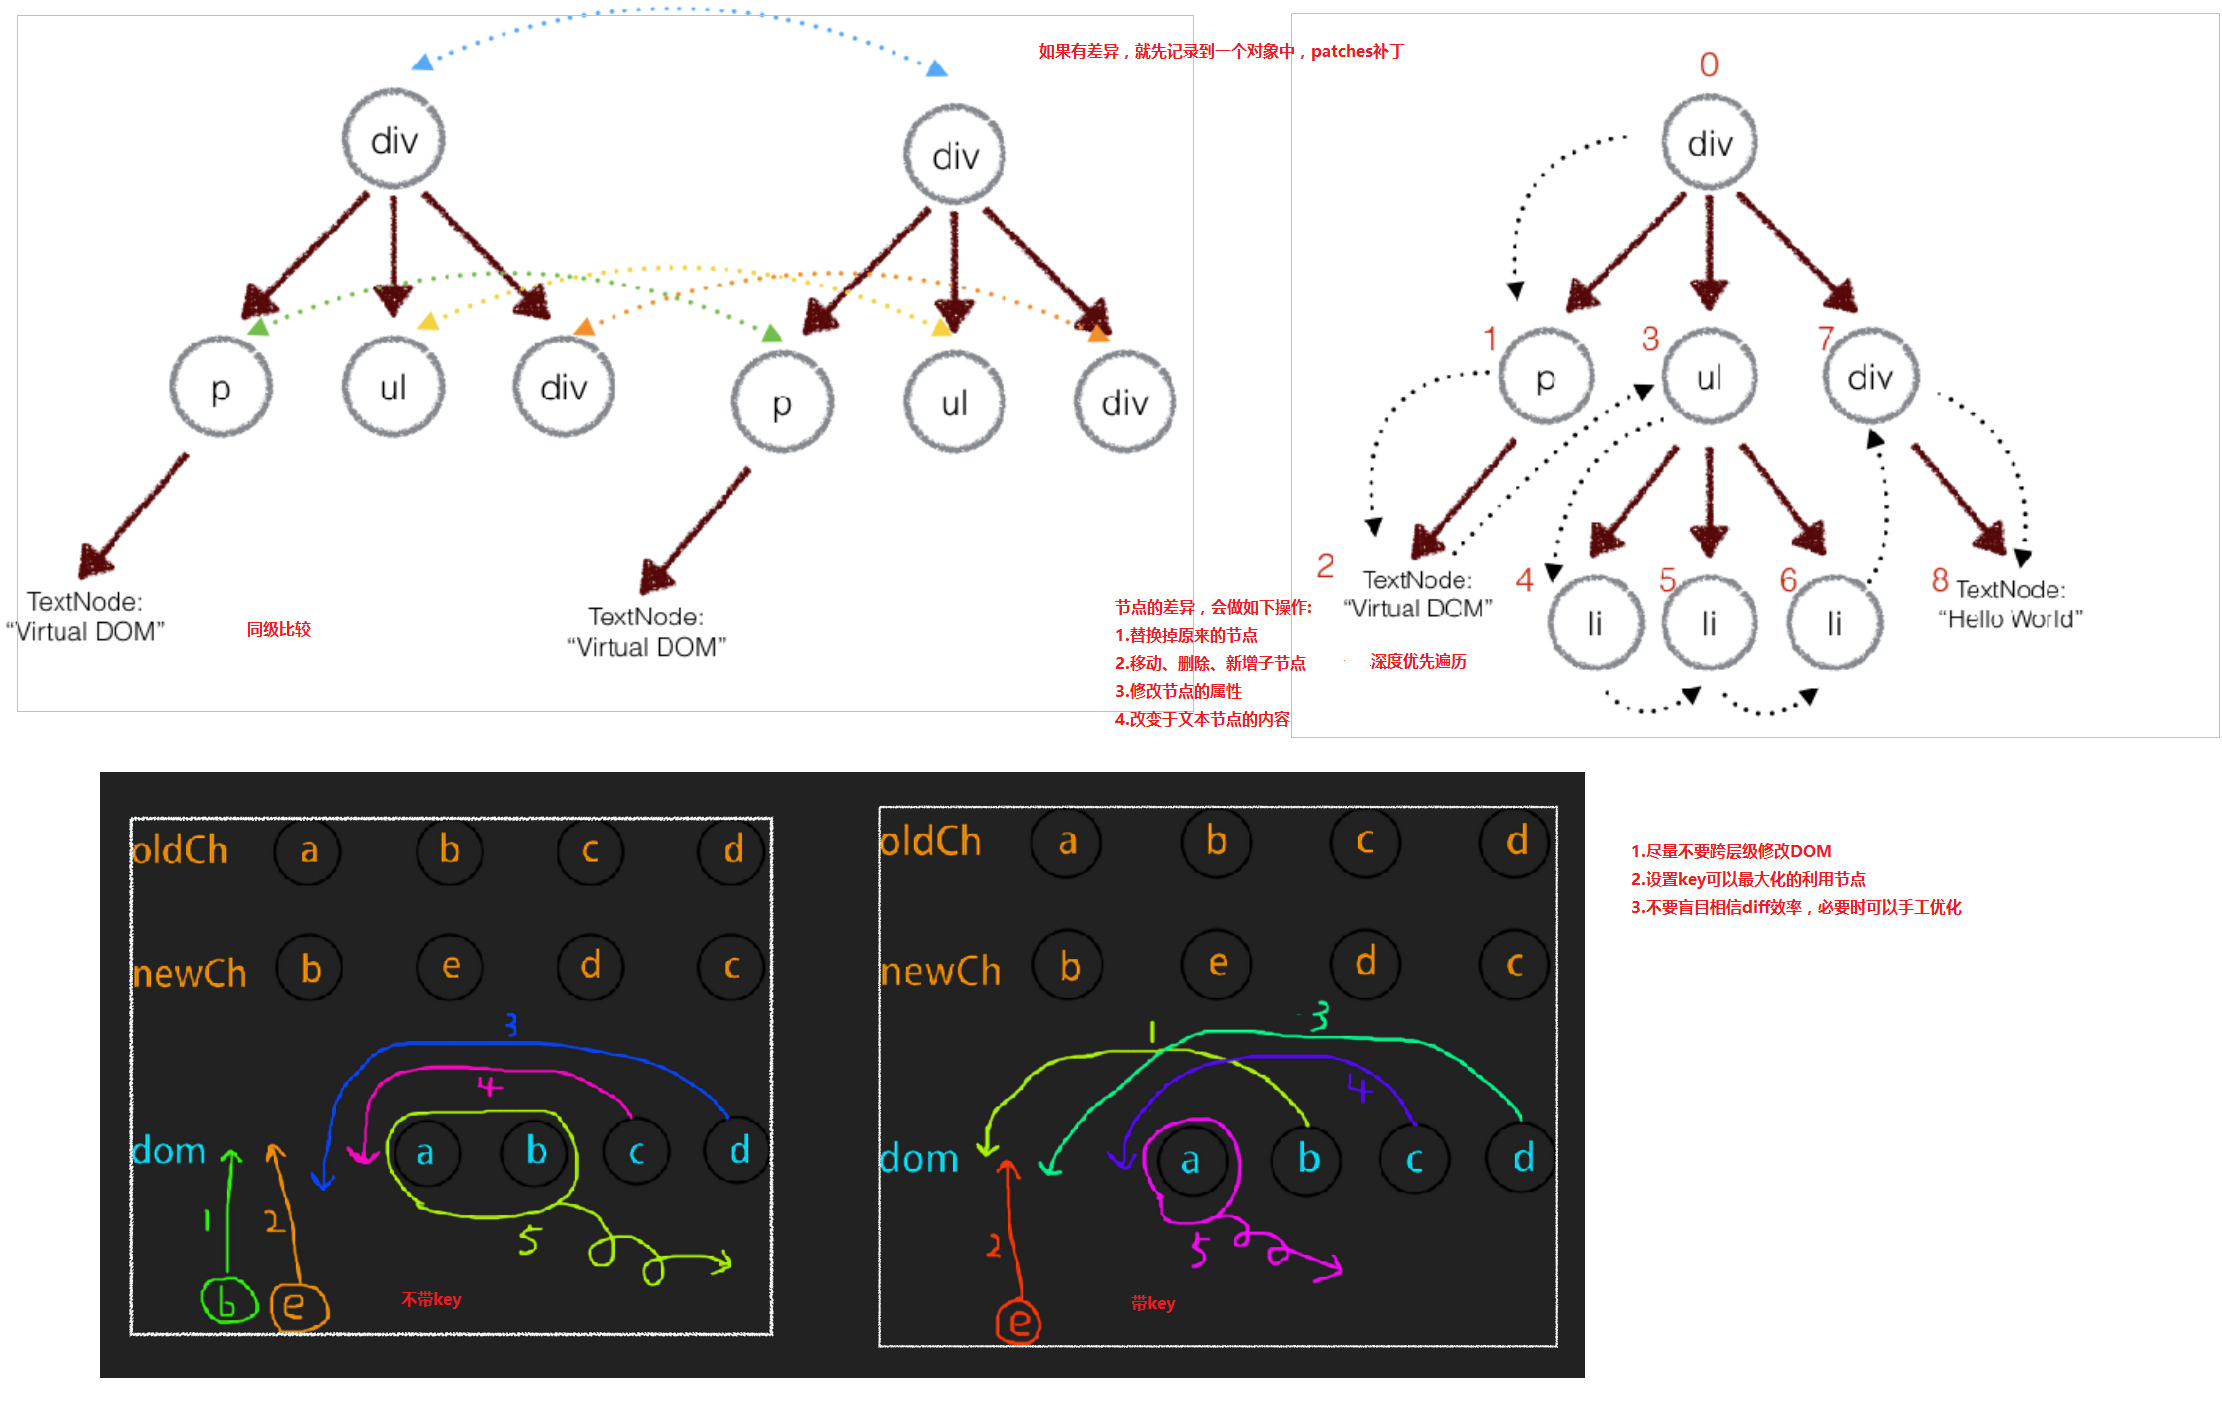 如果有差异，就先记录到一个对象中，patches补丁
div
div
p
ul
div
p
ul
div
TextNode:
“Virtual DOM”
TextNode:
“Virtual DOM”
同级比较
0
div
1
p
3
ul
7
div
2
TextNode:
“Virtual DOM”
4
li
5
li
6
li
8
TextNode:
“Hello World”
节点的差异，会做如下操作:
1.替换掉原来的节点
2.移动、删除、新增子节点
3.修改节点的属性
4.改变于文本节点的内容
深度优先遍历
oldCh a b c d
newCh b e d c
3
4
dom a b c d
1
2
5
b
e
不带key
oldCh a b c d
newCh b e d c
1
3
4
dom a b c d
2
5
e
带key
1.尽量不要跨层级修改DOM
2.设置key可以最大化的利用节点
3.不要盲目相信diff效率，必要时可以手工优化